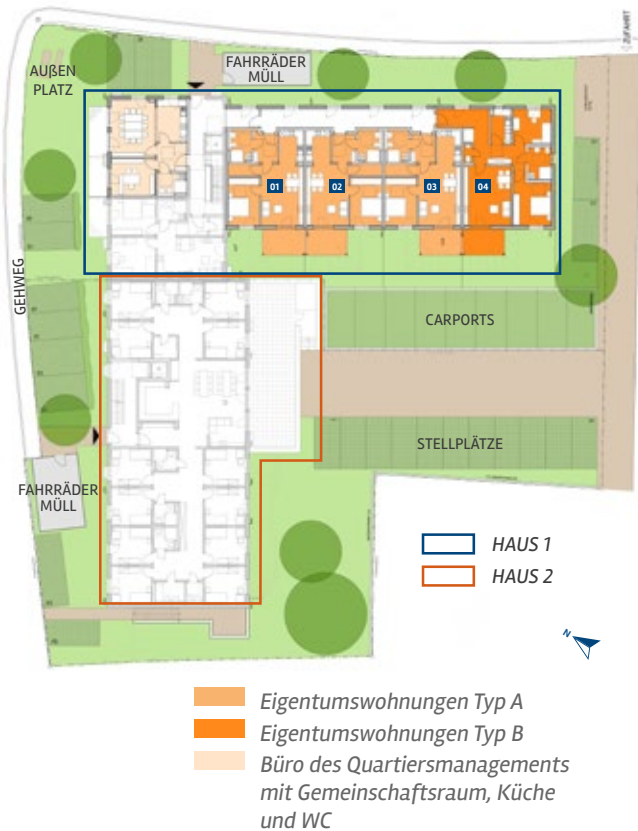 ZUFAHRT
AUßEN
PLATZ
FAHRRÄDER
MÜLL
01
02
03
04
GEHWEG
CARPORTS
STELLPLÄTZE
FAHRRÄDER
MÜLL
HAUS 1
HAUS 2
N
Eigentumswohnungen Typ A
Eigentumswohnungen Typ B
Büro des Quartiersmanagements
mit Gemeinschaftsraum, Küche
und WC